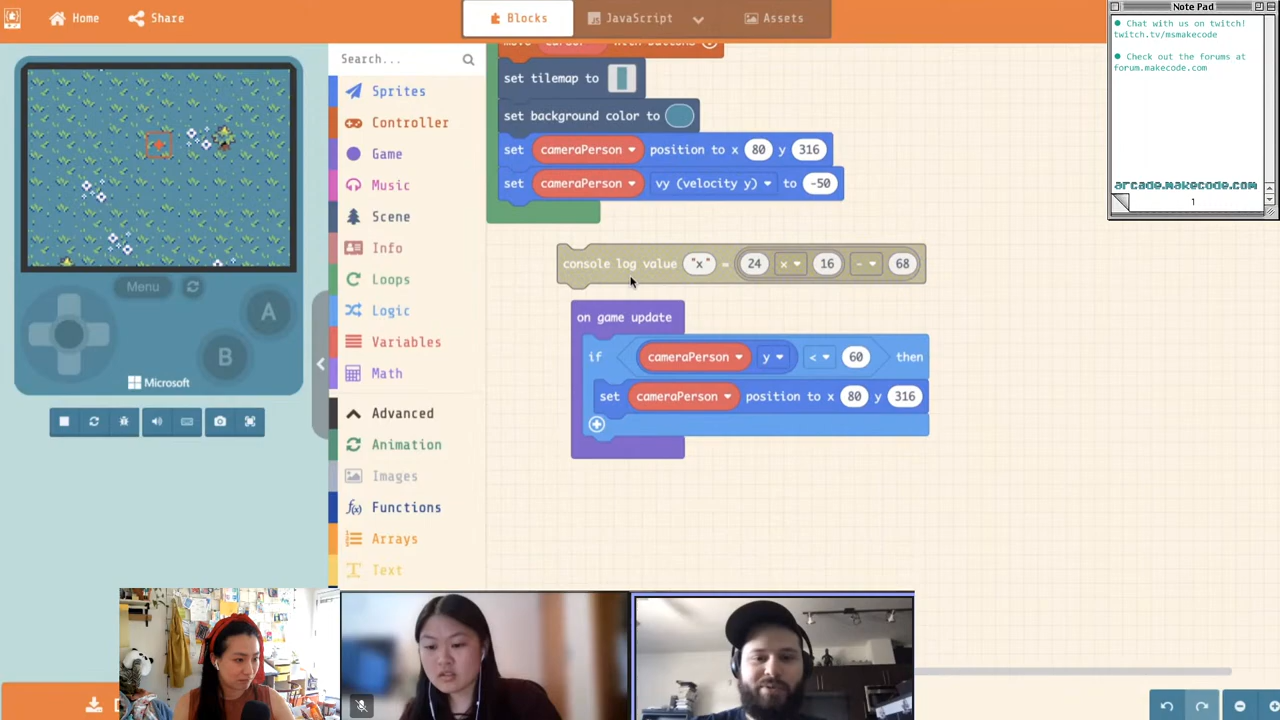 Home
Share
Blocks
JavaScript
Assets
Note Pad
Chat with us on twitch!
twitch.tv/msmakecode
Check out the forums at
forum.makecode.com
arcade.makecode.com
1
Menu
A
B
Microsoft
Search...
Sprites
Controller
Game
Music
Scene
Info
Loops
Logic
Variables
Math
Advanced
Animation
Images
Functions
Arrays
Text
set tilemap to
set background color to
set cameraPerson position to x 80 y 316
set cameraPerson vy (velocity y) to -50
console log value "x" = 24 × 16 - 68
on game update
if cameraPerson y < 60 then
set cameraPerson position to x 80 y 316